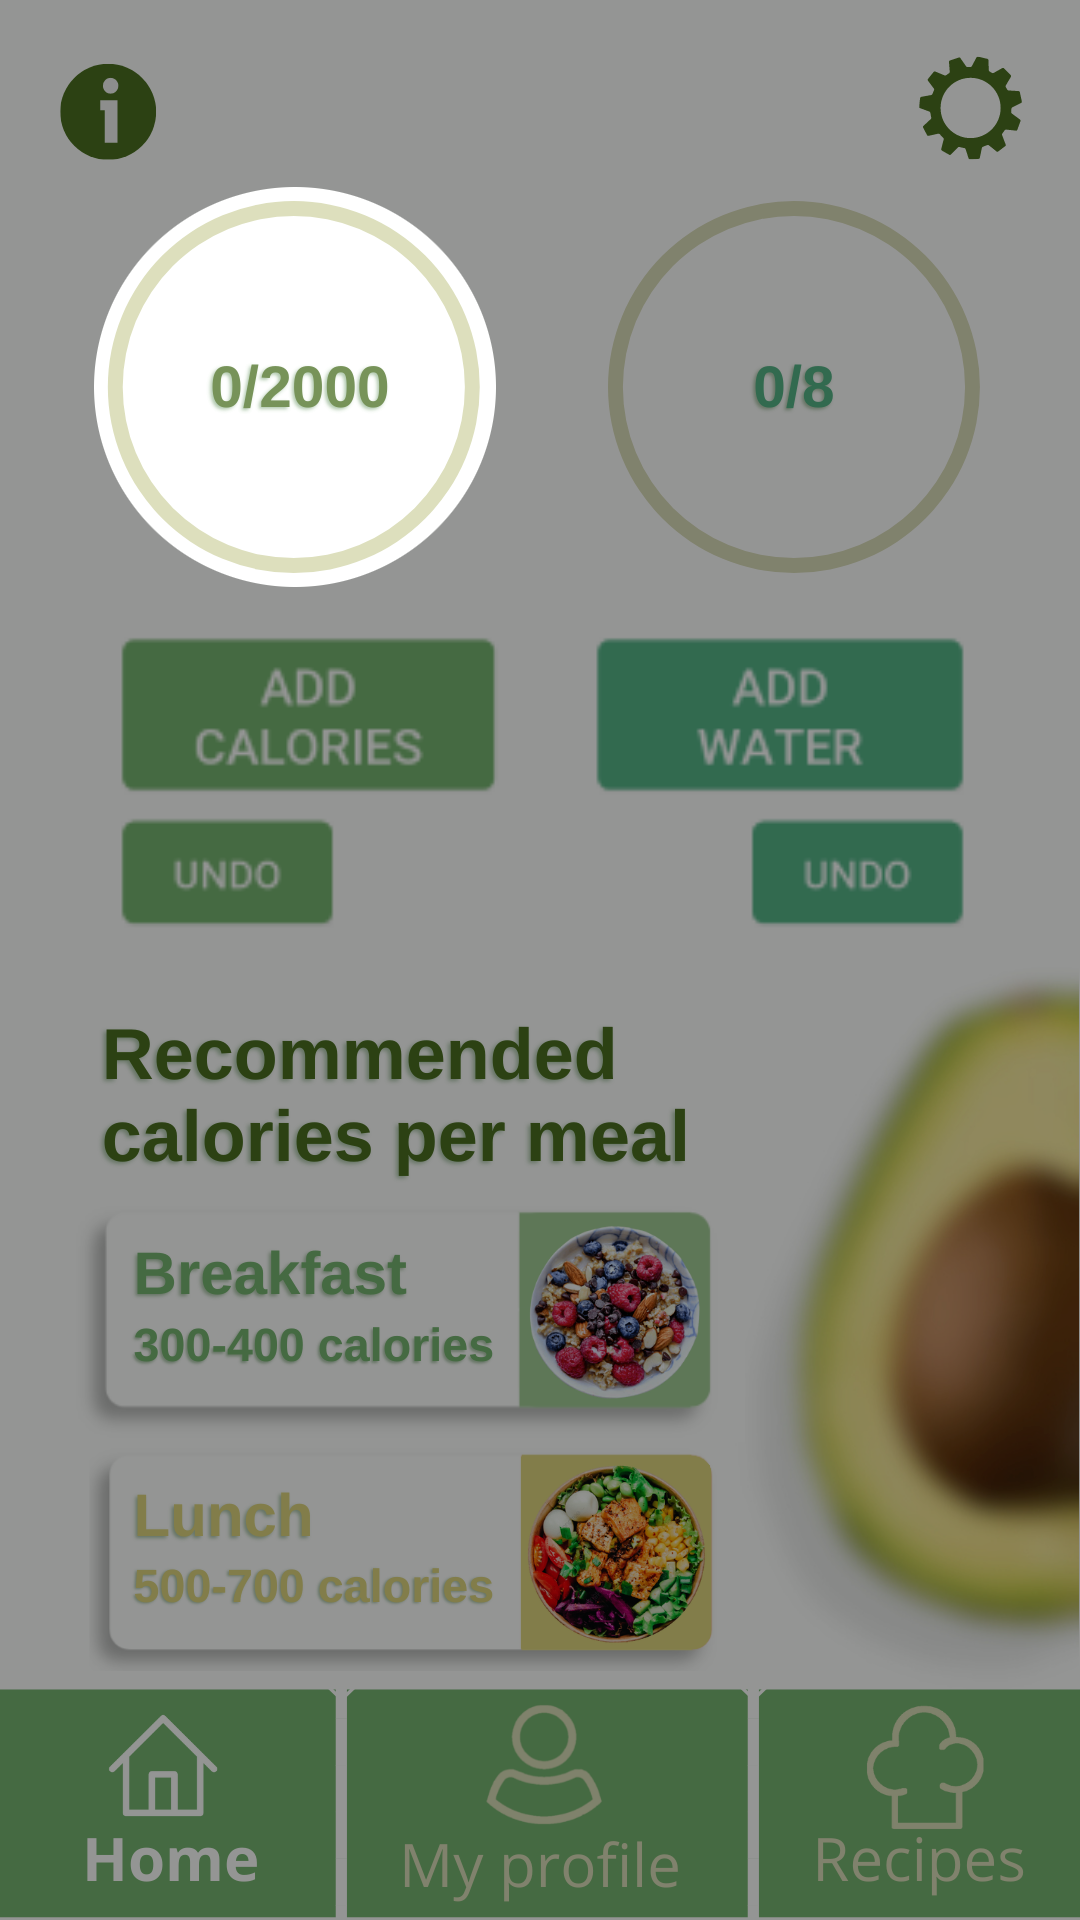 i
0/2000
0/8
ADD
CALORIES
ADD
WATER
UNDO
UNDO
Recommended
calories per meal
Breakfast
300-400 calories
Lunch
500-700 calories
Home
My profile
Recipes